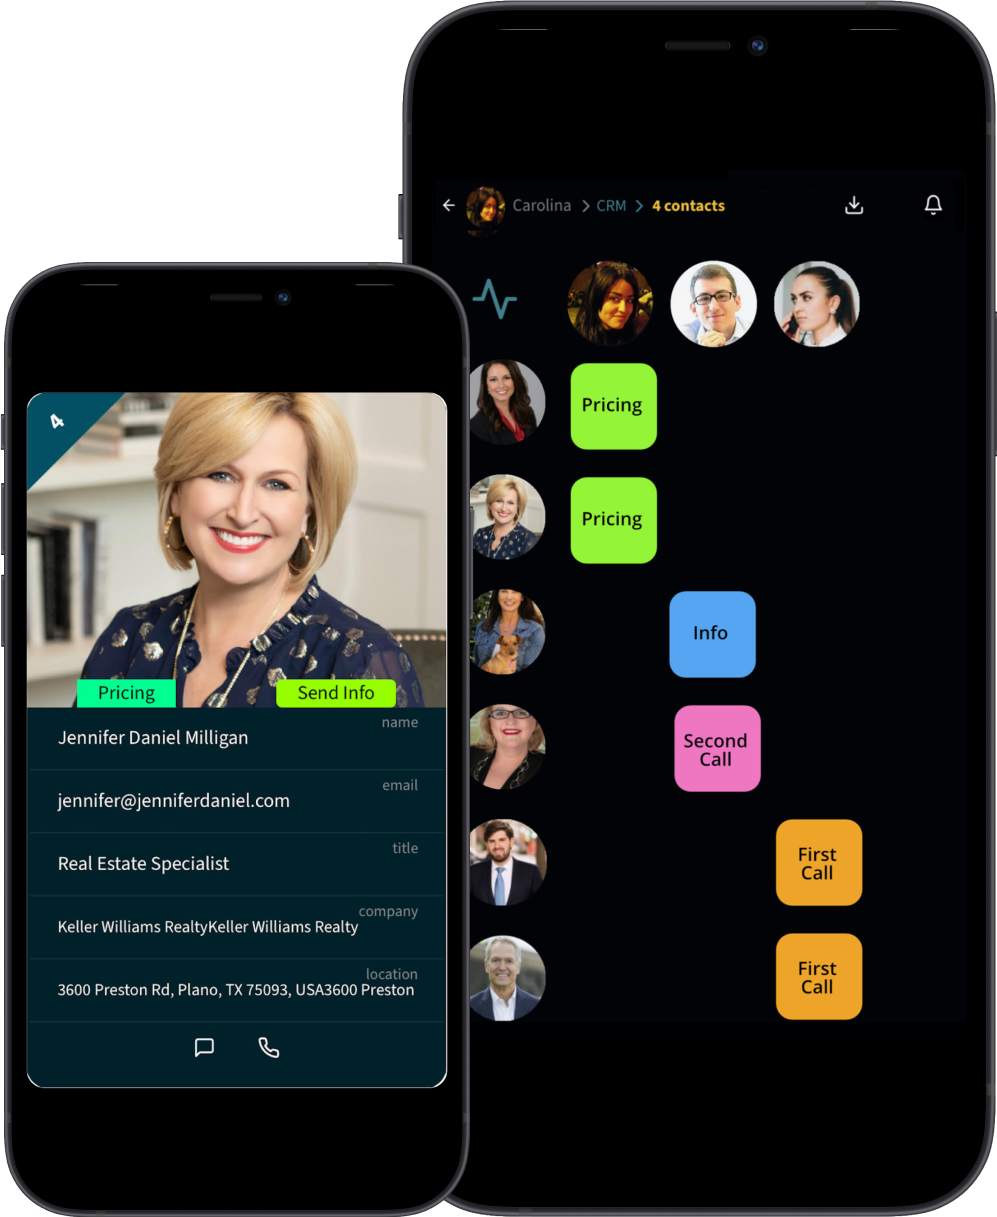 Carolina > CRM > 4 contacts
Pricing
Pricing
Info
Second
Call
First
Call
First
Call
4
Pricing
Send Info
name
Jennifer Daniel Milligan
email
jennifer@jenniferdaniel.com
title
Real Estate Specialist
company
Keller Williams RealtyKeller Williams Realty
location
3600 Preston Rd, Plano, TX 75093, USA3600 Preston